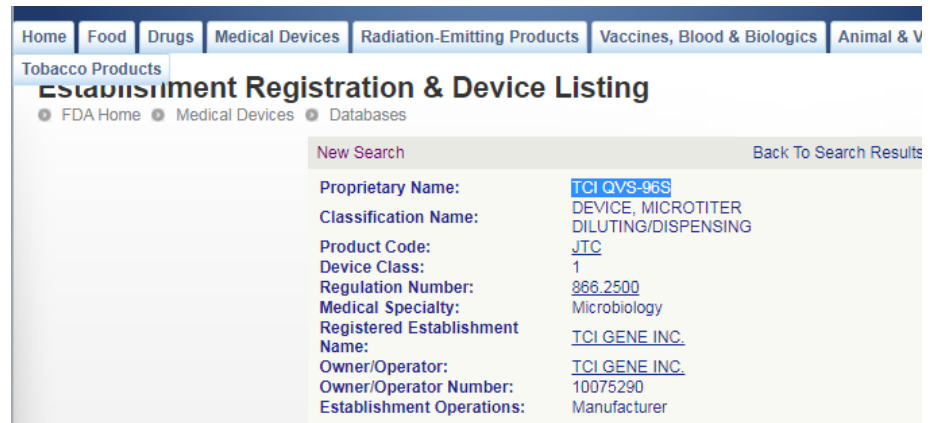 Home Food Drugs Medical Devices Radiation-Emitting Products Vaccines, Blood & Biologics Animal & V
Tobacco Products
Establishment Registration & Device Listing
FDA Home Medical Devices Databases
New Search Back To Search Results
Proprietary Name: TCI QVS-96S
Classification Name: DEVICE, MICROTITER
DILUTING/DISPENSING
Product Code: JTC
Device Class: 1
Regulation Number: 866.2500
Medical Specialty: Microbiology
Registered Establishment
Name: TCI GENE INC.
Owner/Operator: TCI GENE INC.
Owner/Operator Number: 10075290
Establishment Operations: Manufacturer